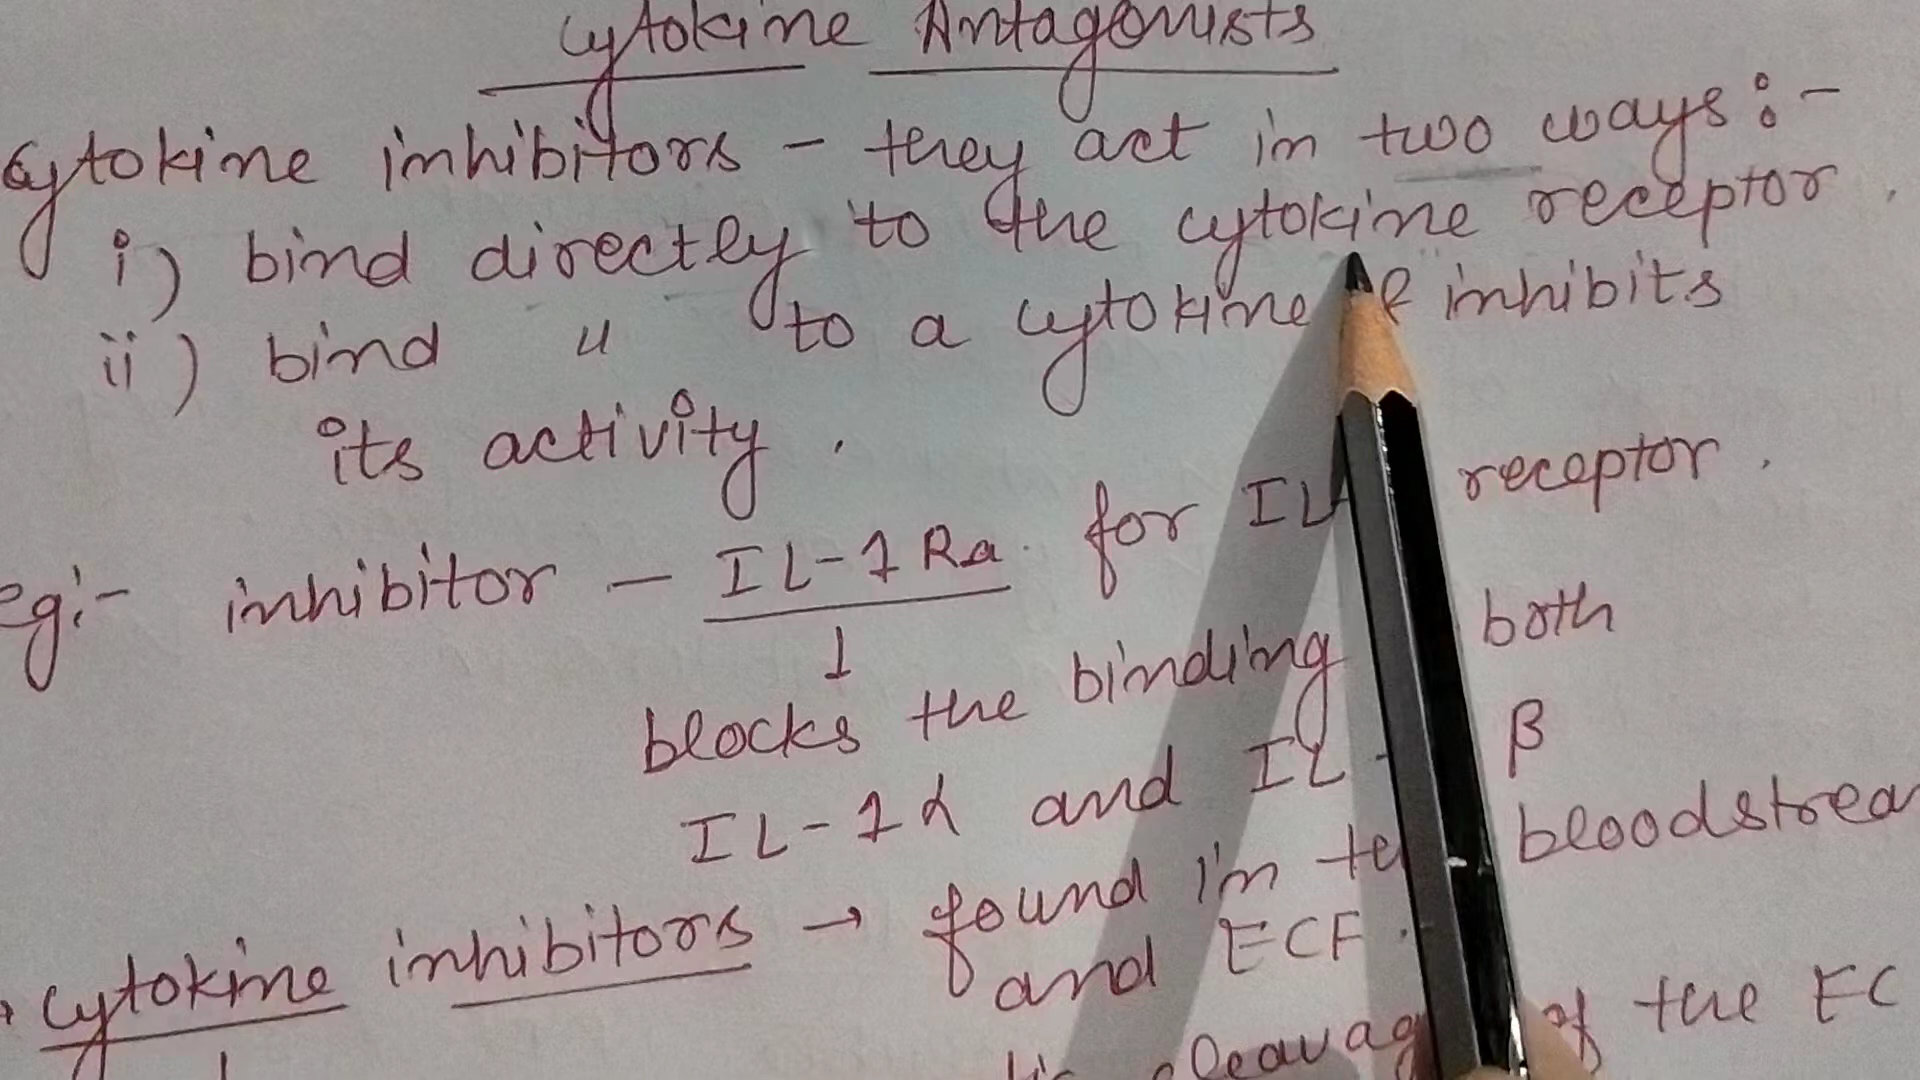 Cytokine Antagonists
Cytokine inhibitors - they act in two ways :-
i) bind directly to the cytokine receptor.
ii) bind " to a cytokine & inhibits
its activity.
eg:- inhibitor - IL-1Ra for IL receptor.
↓
blocks the binding both
IL-1α and IL- β
found in bloodstrea
cytokine inhibitors →
and ECF.
of the EC